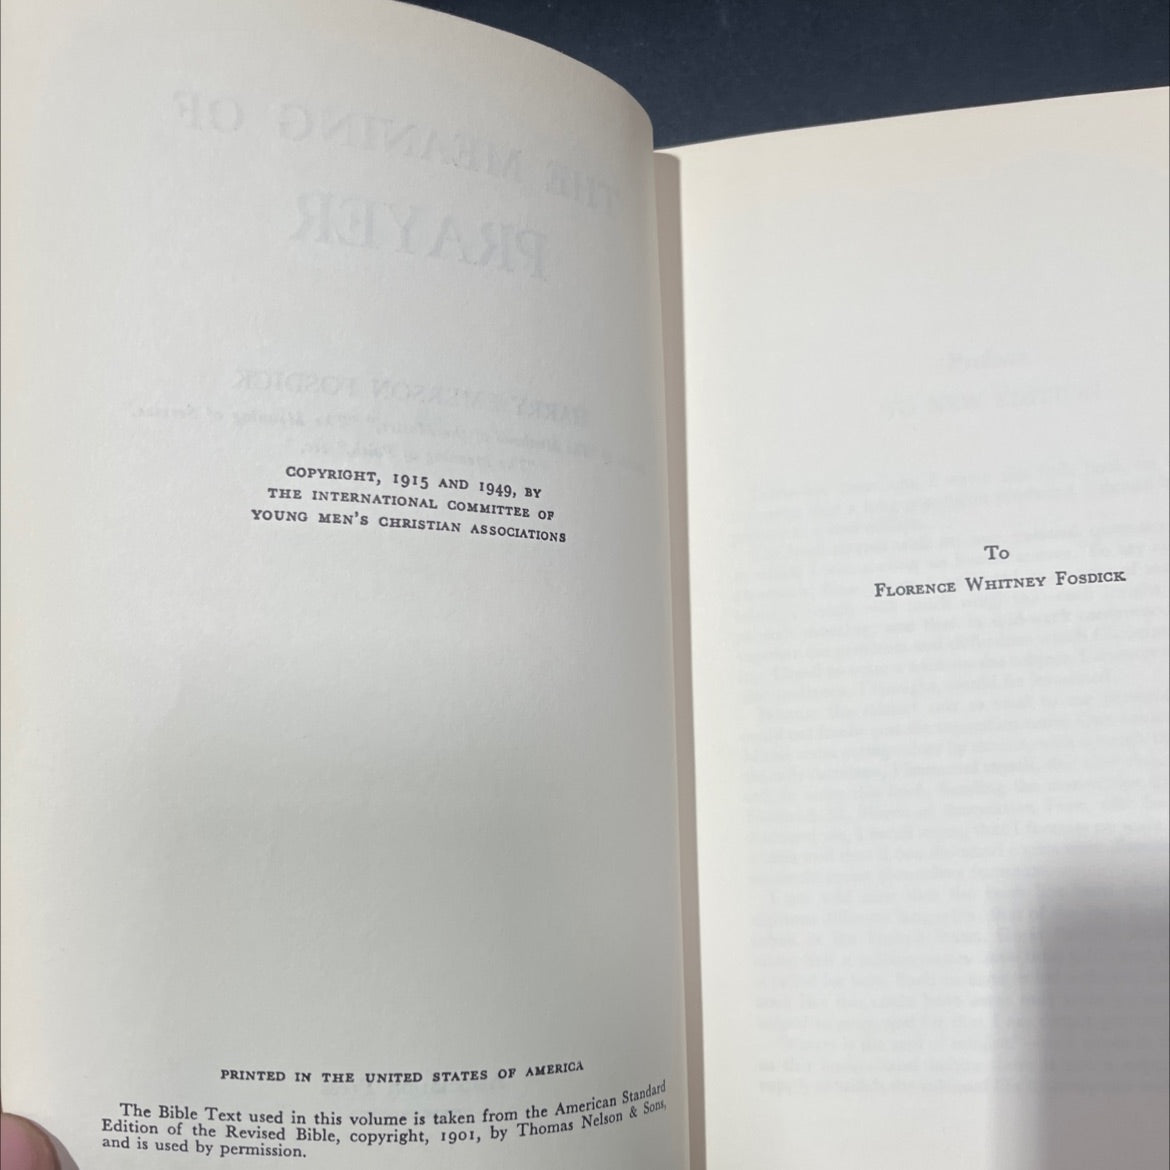 COPYRIGHT, 1915 AND 1949, BY
THE INTERNATIONAL COMMITTEE OF
YOUNG MEN'S CHRISTIAN ASSOCIATIONS
PRINTED IN THE UNITED STATES OF AMERICA
The Bible Text used in this volume is taken from the American Standard
Edition of the Revised Bible, copyright, 1901, by Thomas Nelson & Sons,
and is used by permission.
To
FLORENCE WHITNEY FOSDICK